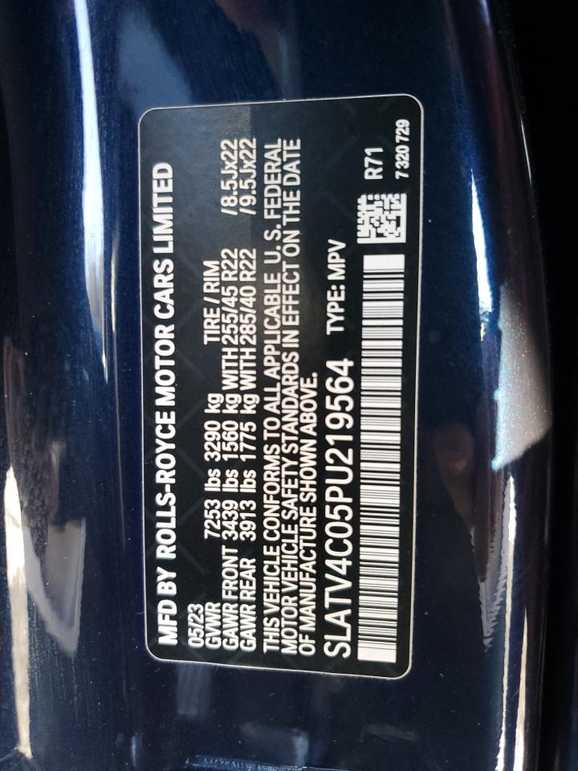 MFD BY ROLLS-ROYCE MOTOR CARS LIMITED
05/23
GVWR 7253 lbs 3290 kg TIRE / RIM
GAWR FRONT 3439 lbs 1560 kg WITH 255/45 R22 / 8.5Jx22
GAWR REAR 3913 lbs 1775 kg WITH 285/40 R22 / 9.5Jx22
THIS VEHICLE CONFORMS TO ALL APPLICABLE U. S. FEDERAL
MOTOR VEHICLE SAFETY STANDARDS IN EFFECT ON THE DATE
OF MANUFACTURE SHOWN ABOVE.
SLATV4C05PU219564 TYPE: MPV
R71
7 320 729